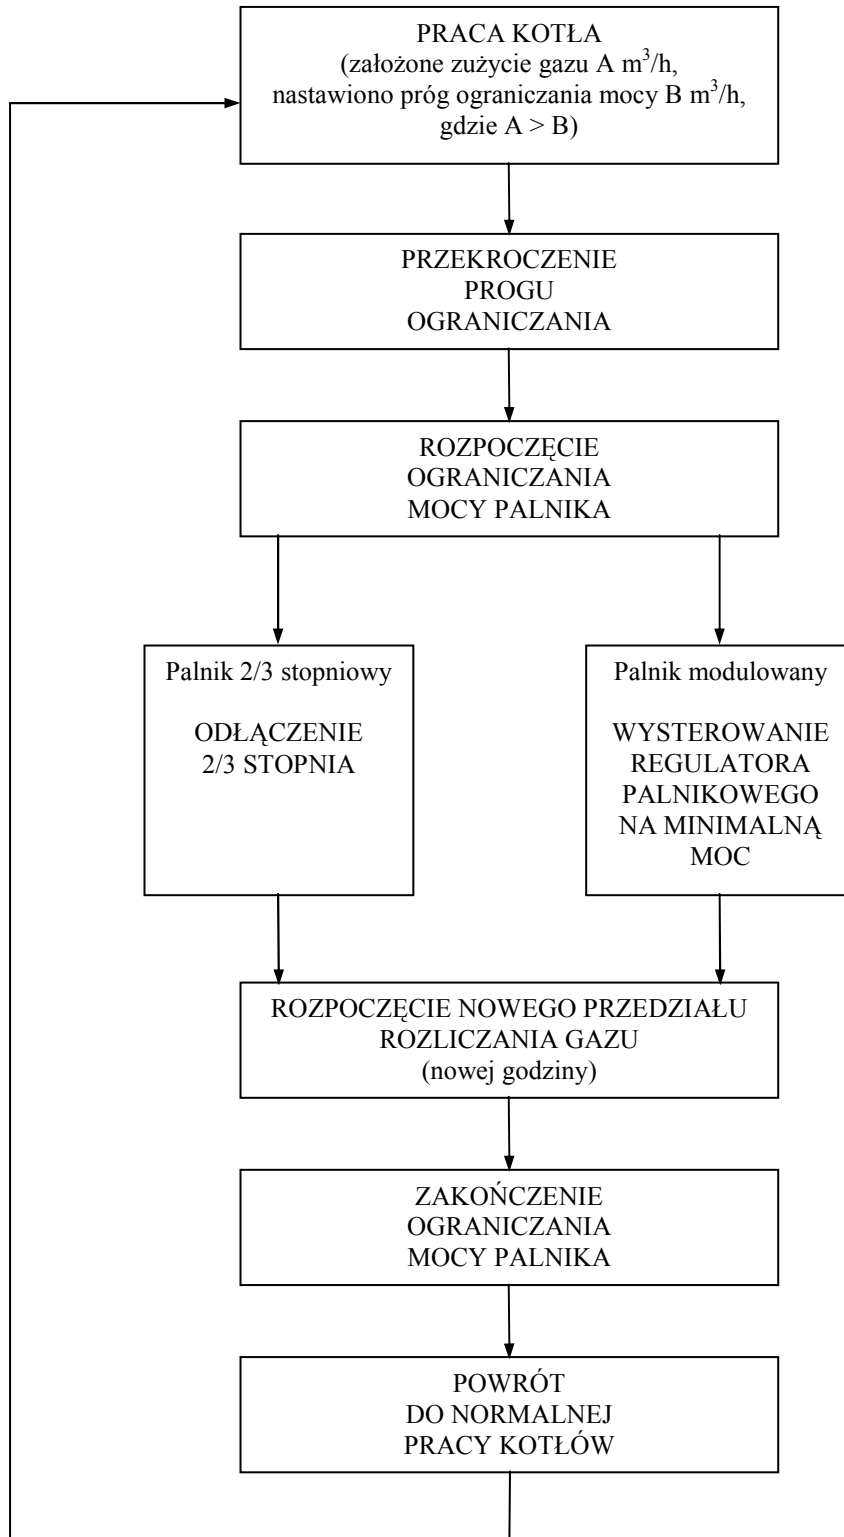 PRACA KOTŁA
(założone zużycie gazu A m³/h,
nastawiono próg ograniczania mocy B m³/h,
gdzie A > B)
PRZEKROCZENIE
PROGU
OGRANICZANIA
ROZPOCZĘCIE
OGRANICZANIA
MOCY PALNIKA
Palnik 2/3 stopniowy
ODŁĄCZENIE
2/3 STOPNIA
Palnik modulowany
WYSTEROWANIE
REGULATORA
PALNIKOWEGO
NA MINIMALNĄ
MOC
ROZPOCZĘCIE NOWEGO PRZEDZIAŁU
ROZLICZANIA GAZU
(nowej godziny)
ZAKOŃCZENIE
OGRANICZANIA
MOCY PALNIKA
POWRÓT
DO NORMALNEJ
PRACY KOTŁÓW